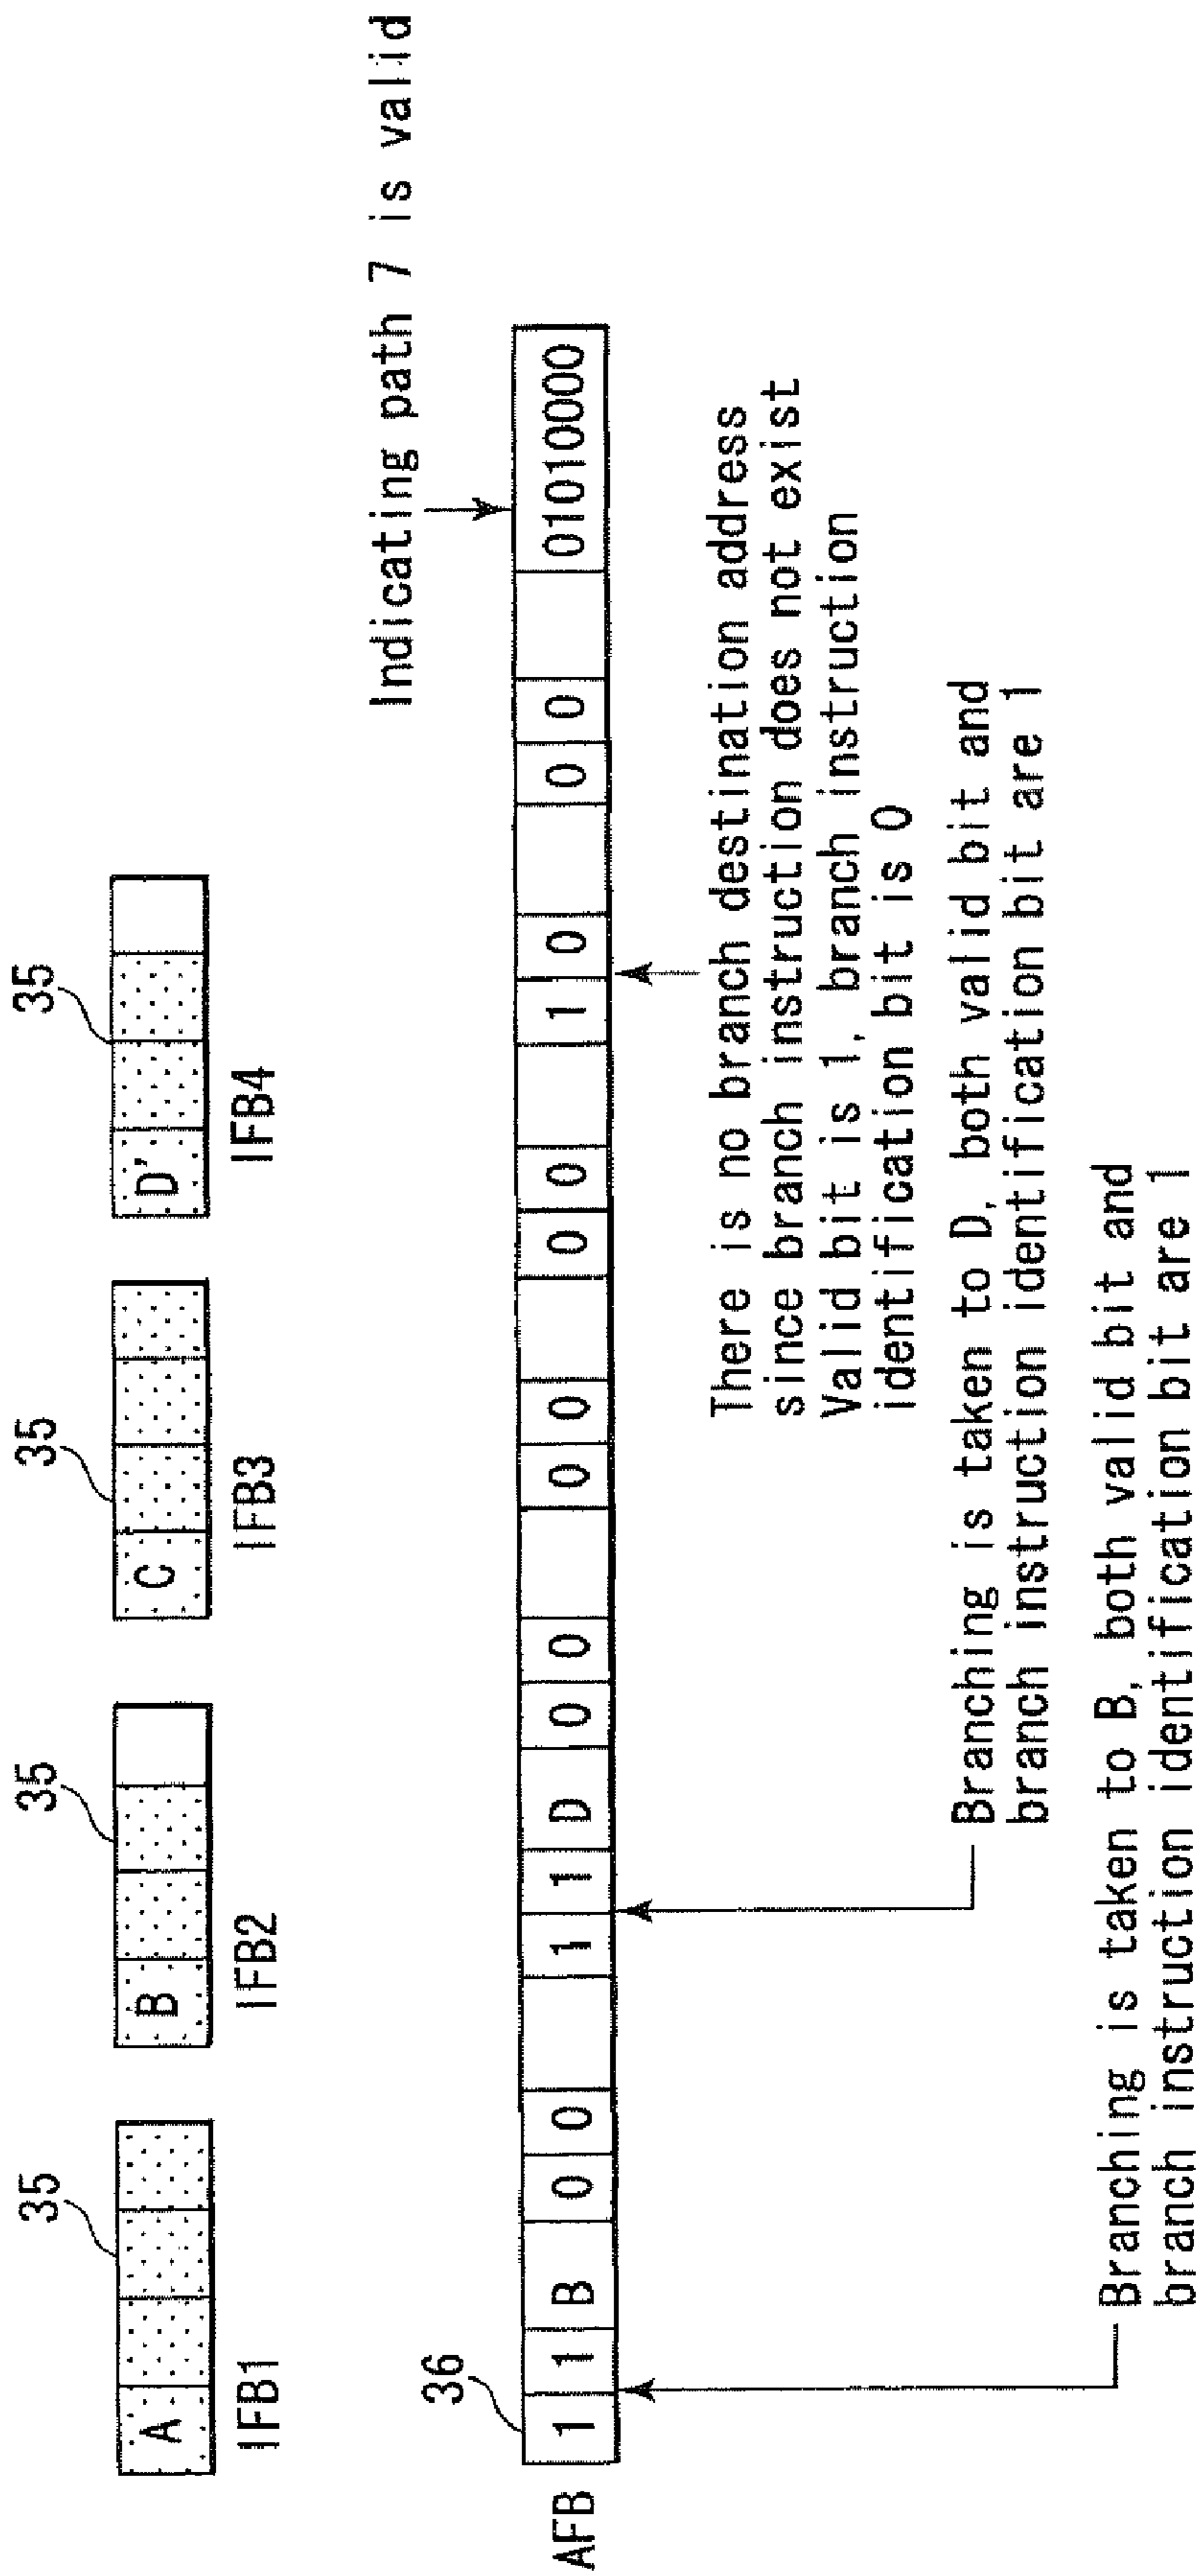 35 35 35 35
A B C D'
IFB1 IFB2 IFB3 IFB4
Indicating path 7 is valid
36
AFB 1 1 B 0 0 1 1 D 0 0 0 0 0 0 1 0 0 0 01010000
There is no branch destination address
since branch instruction does not exist
Valid bit is 1, branch instruction
identification bit is 0
Branching is taken to D, both valid bit and
branch instruction identification bit are 1
Branching is taken to B, both valid bit and
branch instruction identification bit are 1